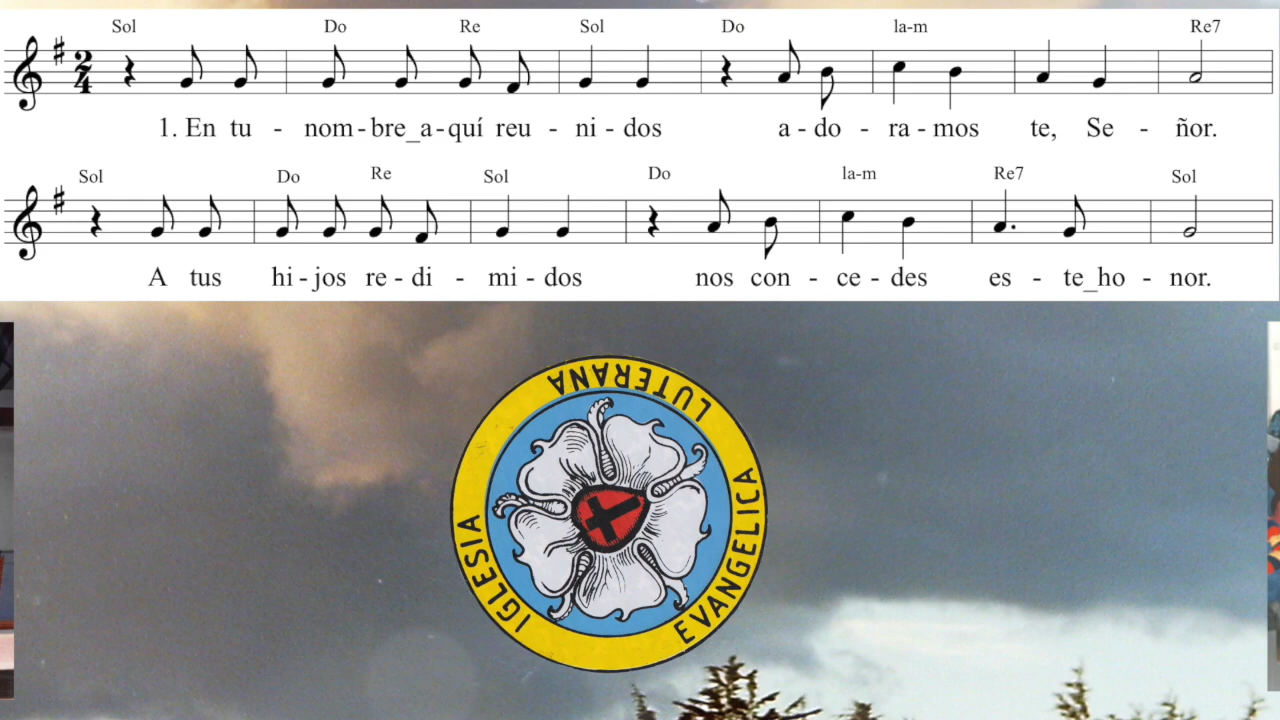 Sol Do Re Sol Do la-m Re7
2
4
1. En tu - nom - bre_a - quí reu - ni - dos a - do - ra - mos te, Se - ñor.
Sol Do Re Sol Do la-m Re7 Sol
A tus hi - jos re - di - mi - dos nos con - ce - des es - te_ho - nor.
IGLESIA EVANGELICA LUTERANA